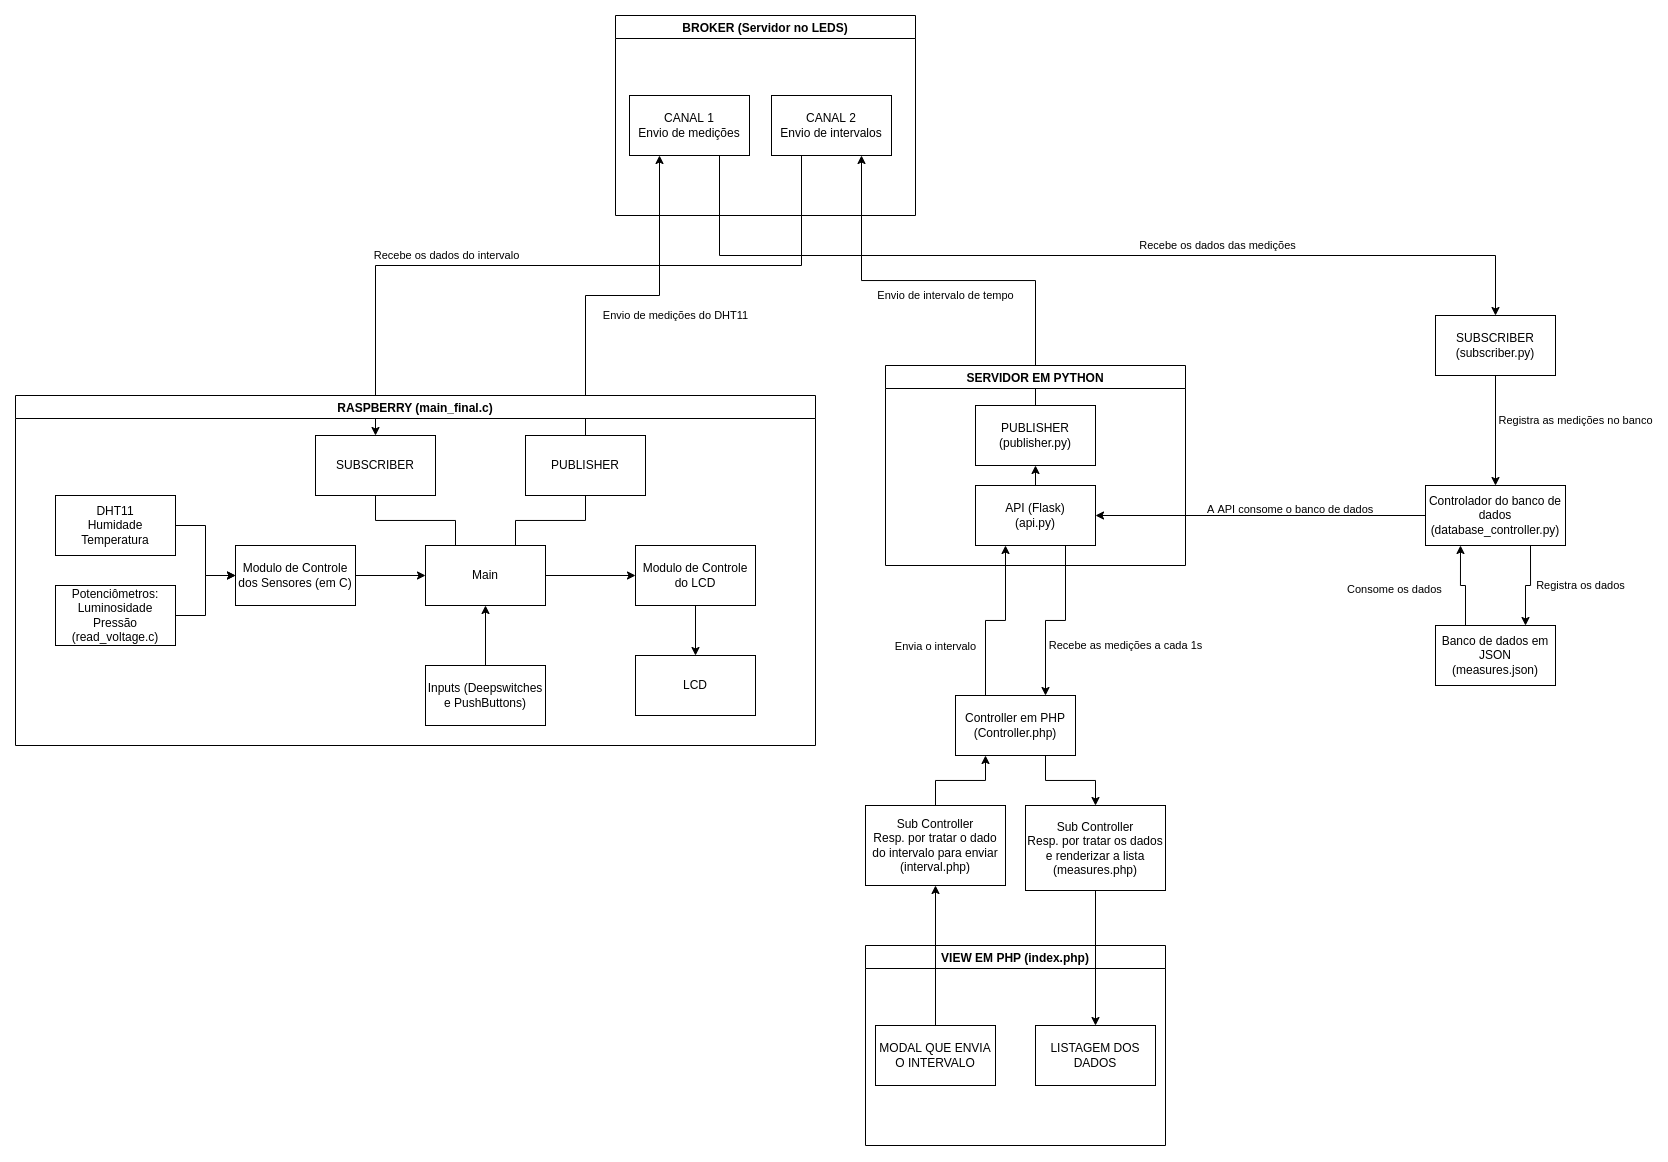 BROKER (Servidor no LEDS)
CANAL 1
Envio de medições
CANAL 2
Envio de intervalos
Recebe os dados do intervalo
Recebe os dados das medições
Envio de medições do DHT11
Envio de intervalo de tempo
SUBSCRIBER
(subscriber.py)
Registra as medições no banco
RASPBERRY (main_final.c)
SUBSCRIBER
PUBLISHER
DHT11
Humidade
Temperatura
Potenciômetros:
Luminosidade
Pressão
(read_voltage.c)
Modulo de Controle
dos Sensores (em C)
Main
Modulo de Controle
do LCD
Inputs (Deepswitches
e PushButtons)
LCD
SERVIDOR EM PYTHON
PUBLISHER
(publisher.py)
API (Flask)
(api.py)
A API consome o banco de dados
Controlador do banco de
dados
(database_controller.py)
Consome os dados
Registra os dados
Banco de dados em
JSON
(measures.json)
Envia o intervalo
Recebe as medições a cada 1s
Controller em PHP
(Controller.php)
Sub Controller
Resp. por tratar o dado
do intervalo para enviar
(interval.php)
Sub Controller
Resp. por tratar os dados
e renderizar a lista
(measures.php)
VIEW EM PHP (index.php)
MODAL QUE ENVIA
O INTERVALO
LISTAGEM DOS
DADOS